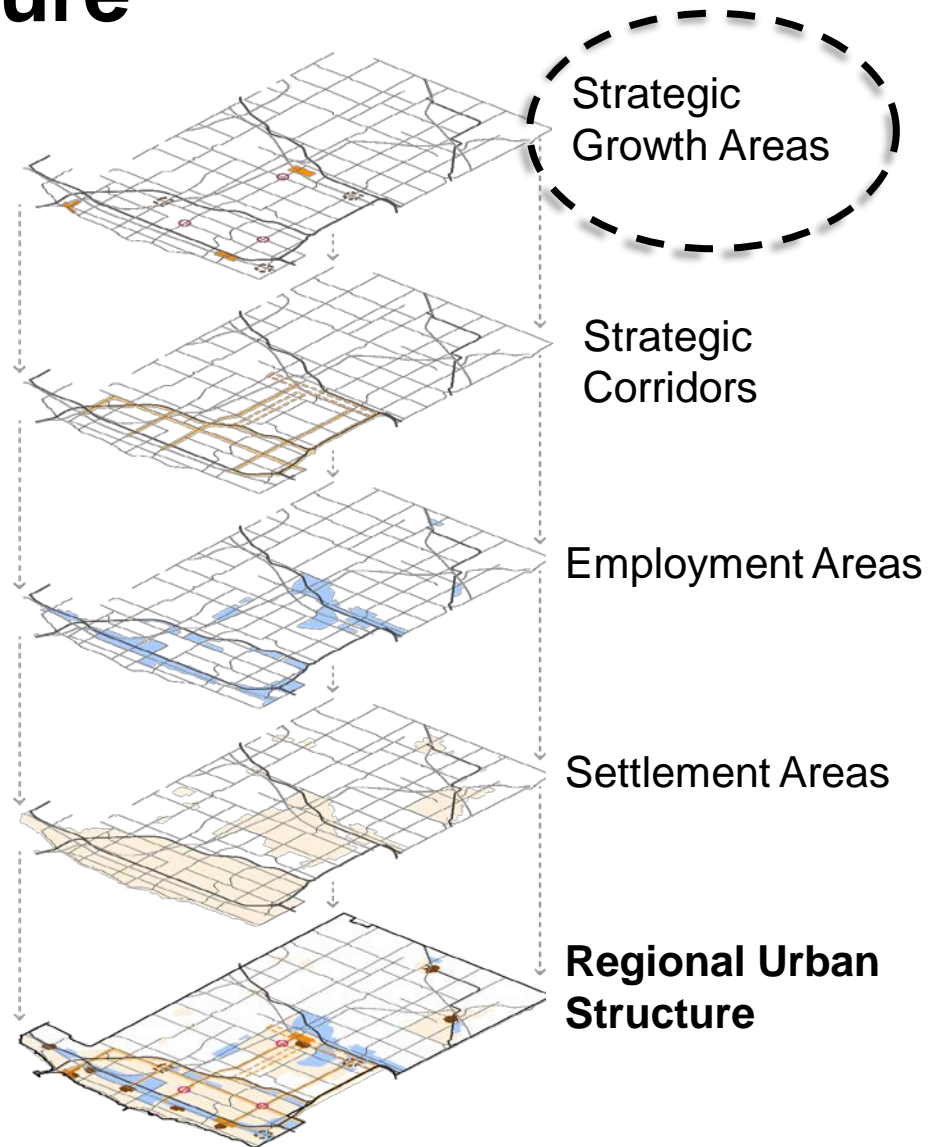 ure
Strategic
Growth Areas
Strategic
Corridors
Employment Areas
Settlement Areas
Regional Urban
Structure